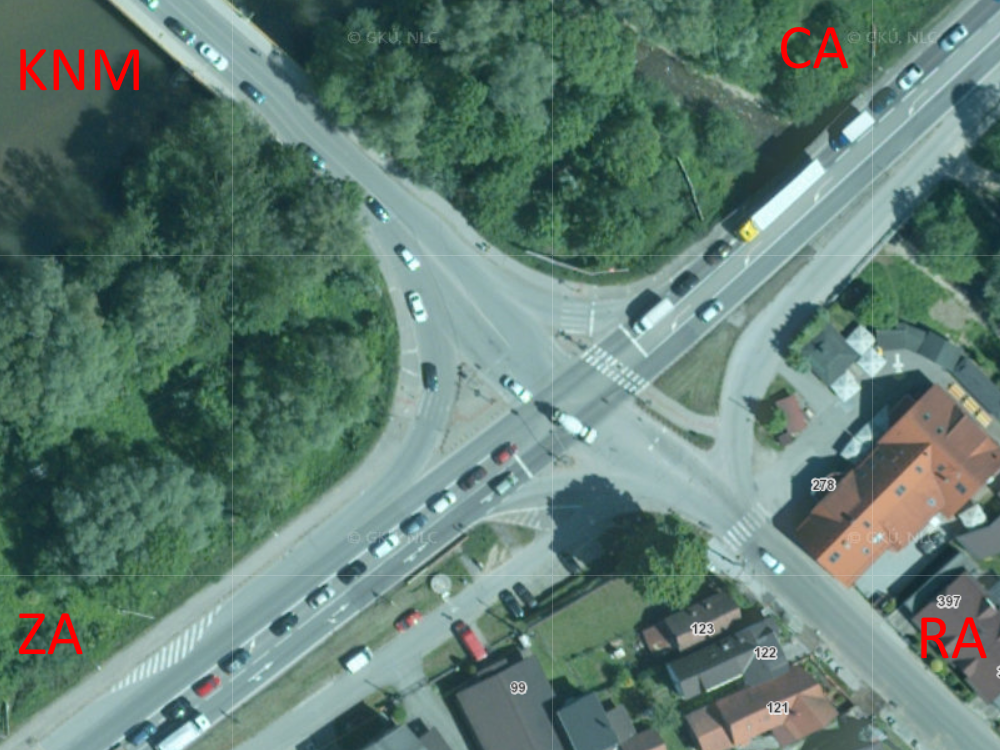 © GKÚ, NLC
© GKÚ, NLC
KNM
CA
278
© GKÚ, NLC
© GKÚ, NLC
397
ZA
123
RA
122
99
121